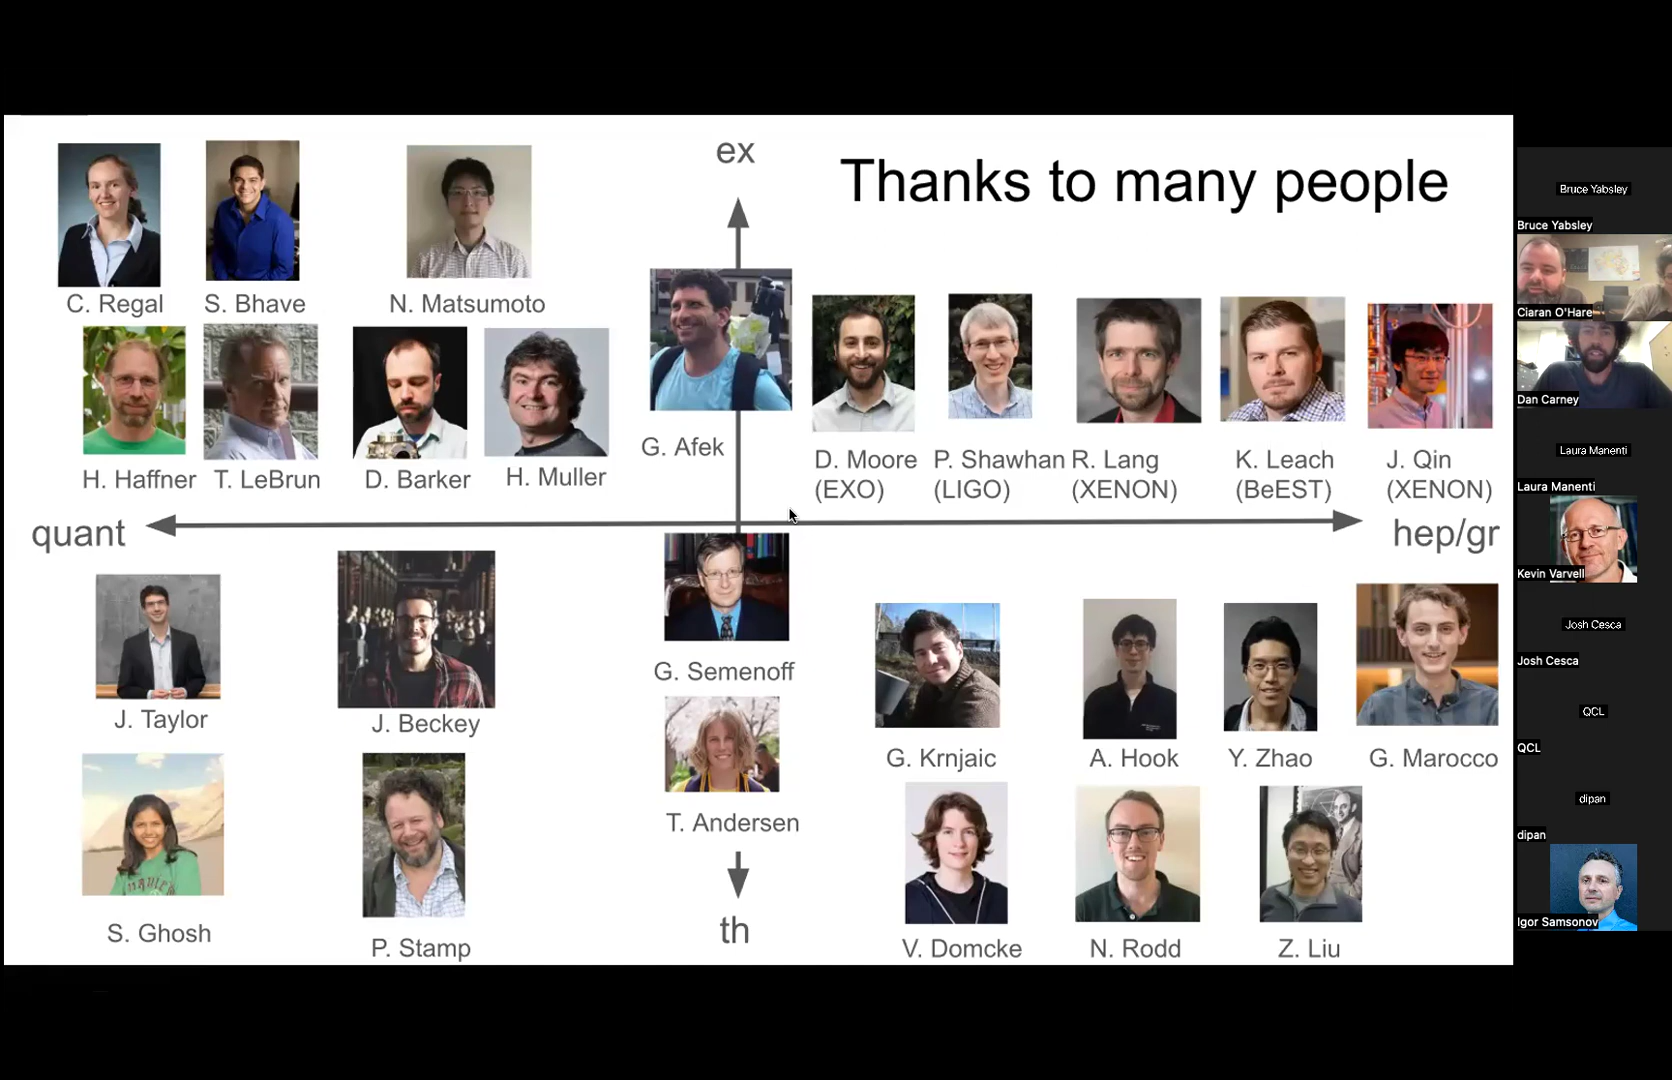 ex
Thanks to many people
C. Regal
S. Bhave
N. Matsumoto
H. Haffner
T. LeBrun
D. Barker
H. Muller
G. Afek
D. Moore
(EXO)
P. Shawhan
(LIGO)
R. Lang
(XENON)
K. Leach
(BeEST)
J. Qin
(XENON)
quant
hep/gr
J. Taylor
J. Beckey
G. Semenoff
G. Krnjaic
A. Hook
Y. Zhao
G. Marocco
T. Andersen
S. Ghosh
P. Stamp
th
V. Domcke
N. Rodd
Z. Liu
Bruce Yabsley
Bruce Yabsley
Ciaran O'Hare
Dan Carney
Laura Manenti
Laura Manenti
Kevin Varvell
Josh Cesca
Josh Cesca
QCL
QCL
dipan
dipan
Igor Samsonov